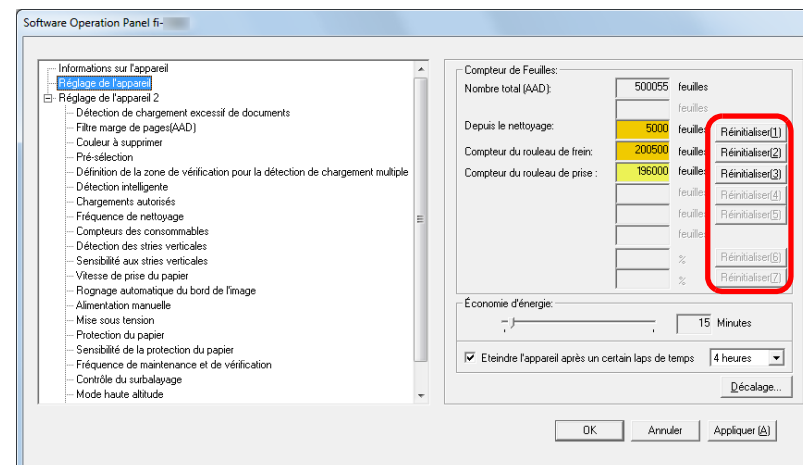 Software Operation Panel fi-
Informations sur l'appareil
Réglage de l'appareil
Réglage de l'appareil 2
Détection de chargement excessif de documents
Filtre marge de pages(AAD)
Couleur à supprimer
Pré-sélection
Définition de la zone de vérification pour la détection de chargement multiple
Détection intelligente
Chargements autorisés
Fréquence de nettoyage
Compteurs des consommables
Détection des stries verticales
Sensibilité aux stries verticales
Vitesse de prise du papier
Rognage automatique du bord de l'image
Alimentation manuelle
Mise sous tension
Protection du papier
Sensibilité de la protection du papier
Fréquence de maintenance et de vérification
Contrôle du surbalayage
Mode haute altitude
Compteur de Feuilles:
Nombre total (AAD): 500055 feuilles
feuilles
Depuis le nettoyage: 5000 feuilles Réinitialiser(1)
Compteur du rouleau de frein: 200500 feuilles Réinitialiser(2)
Compteur du rouleau de prise : 196000 feuilles Réinitialiser(3)
feuilles Réinitialiser(4)
feuilles Réinitialiser(5)
feuilles
% Réinitialiser(6)
% Réinitialiser(7)
Économie d'énergie:
15 Minutes
Eteindre l'appareil après un certain laps de temps 4 heures
Décalage...
OK Annuler Appliquer (A)